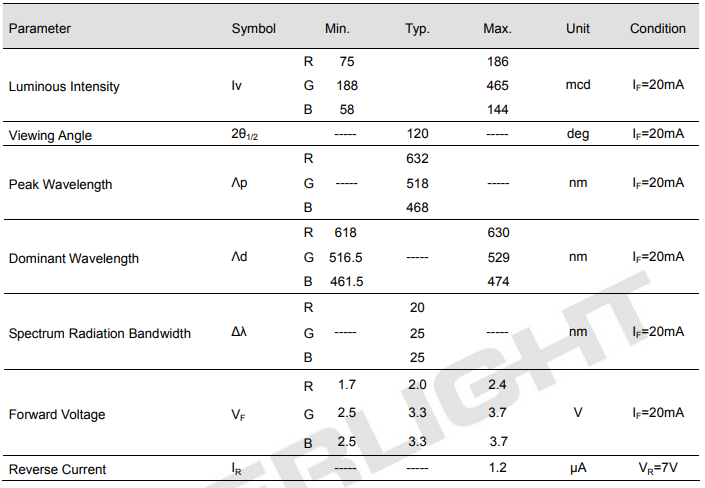 Parameter Symbol Min. Typ. Max. Unit Condition
R 75 186
Luminous Intensity Iv G 188 465 mcd IF=20mA
B 58 144
Viewing Angle 2θ1/2 ----- 120 ----- deg IF=20mA
R 632
Peak Wavelength Λp G ----- 518 ----- nm IF=20mA
B 468
R 618 630
Dominant Wavelength Λd G 516.5 ----- 529 nm IF=20mA
B 461.5 474
R 20
Spectrum Radiation Bandwidth Δλ G ----- 25 ----- nm IF=20mA
B 25
R 1.7 2.0 2.4
Forward Voltage VF G 2.5 3.3 3.7 V IF=20mA
B 2.5 3.3 3.7
Reverse Current IR ----- ----- 1.2 μA VR=7V
ERLIGHT